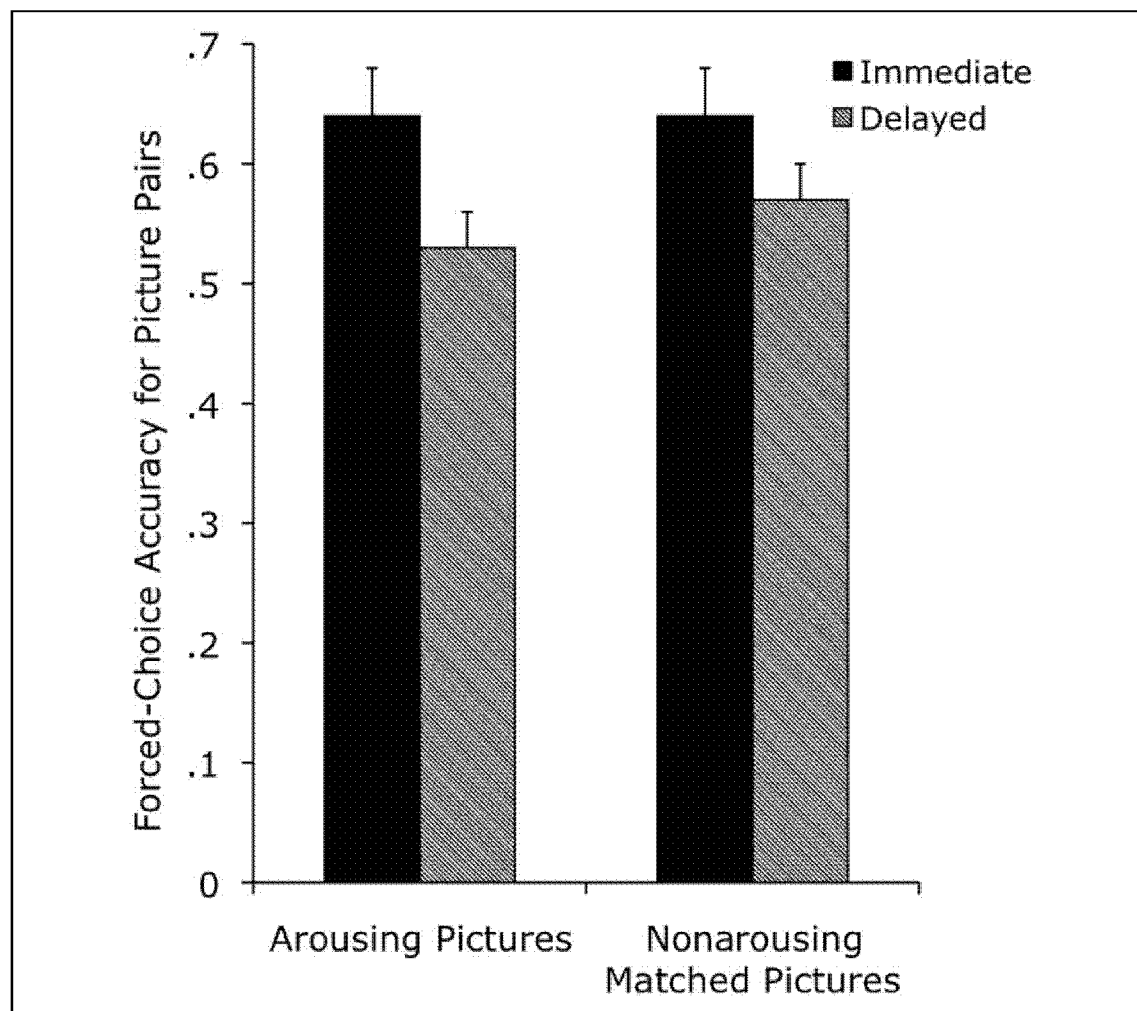 Forced-Choice Accuracy for Picture Pairs
.7
.6
.5
.4
.3
.2
.1
0
Immediate
Delayed
Arousing Pictures
Nonarousing
Matched Pictures